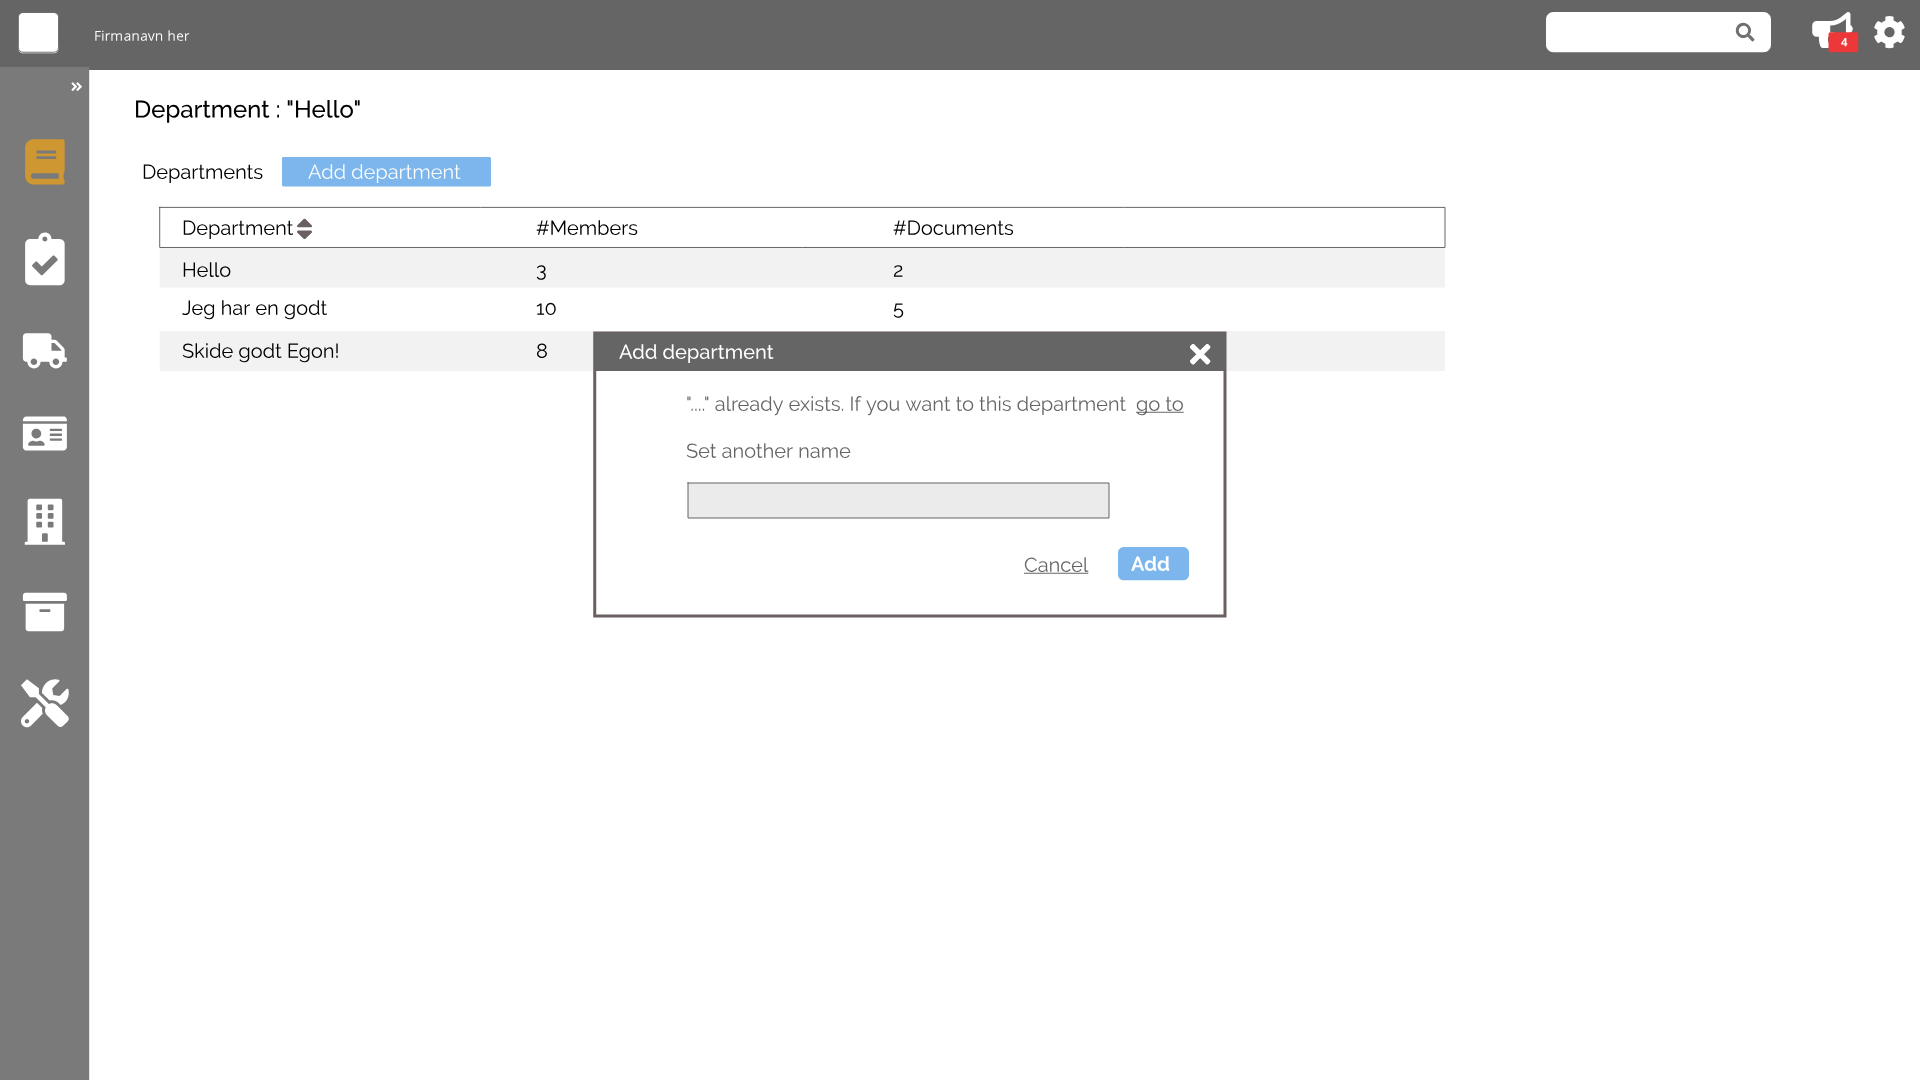 Firmanavn her
4
»
Department : "Hello"
Departments Add department
Department #Members #Documents
Hello 3 2
Jeg har en godt 10 5
Skide godt Egon! 8
Add department
"...." already exists. If you want to this department go to
Set another name
Cancel Add